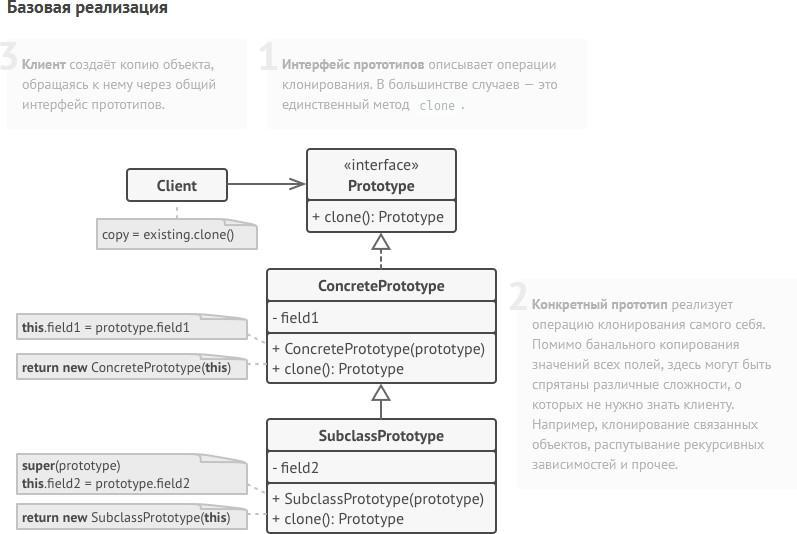 Базовая реализация
3
Клиент создаёт копию объекта,
обращаясь к нему через общий
интерфейс прототипов.
1
Интерфейс прототипов описывает операции
клонирования. В большинстве случаев — это
единственный метод clone.
Client
copy = existing.clone()
«interface»
Prototype
+ clone(): Prototype
ConcretePrototype
- field1
+ ConcretePrototype(prototype)
+ clone(): Prototype
this.field1 = prototype.field1
return new ConcretePrototype(this)
2
Конкретный прототип реализует
операцию клонирования самого себя.
Помимо банального копирования
значений всех полей, здесь могут быть
спрятаны различные сложности, о
которых не нужно знать клиенту.
Например, клонирование связанных
объектов, распутывание рекурсивных
зависимостей и прочее.
SubclassPrototype
- field2
+ SubclassPrototype(prototype)
+ clone(): Prototype
super(prototype)
this.field2 = prototype.field2
return new SubclassPrototype(this)